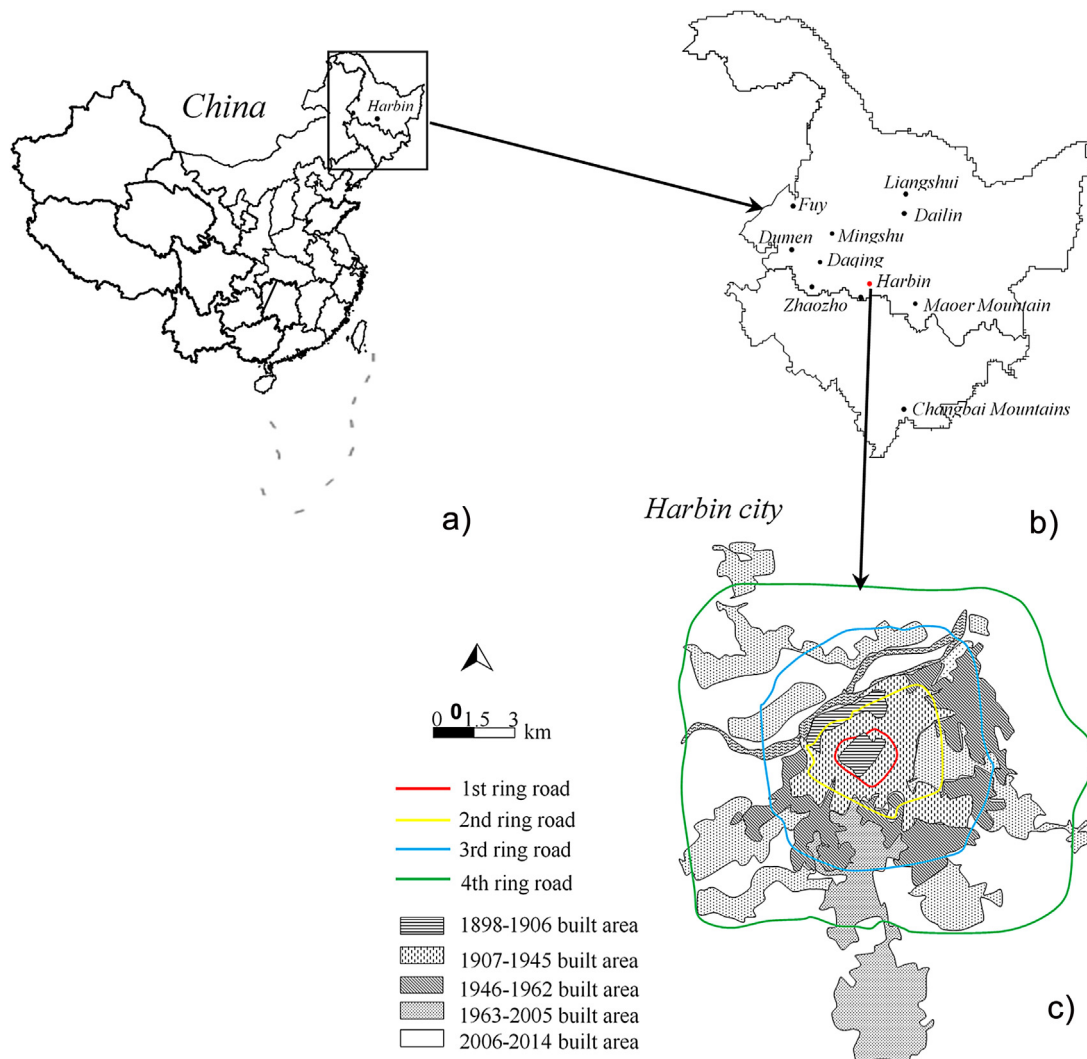 China
Harbin
a)
Liangshui
Fuy
Dailin
Mingshu
Dumen
Daqing
Harbin
Zhaozho
Maoer Mountain
Changbai Mountains
b)
Harbin city
0 0 1.5 3 km
1st ring road
2nd ring road
3rd ring road
4th ring road
1898-1906 built area
1907-1945 built area
1946-1962 built area
1963-2005 built area
2006-2014 built area
c)